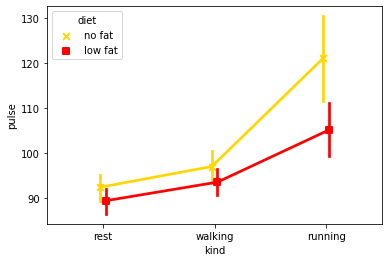 diet
no fat
low fat
130
120
110
100
90
pulse
rest
walking
running
kind